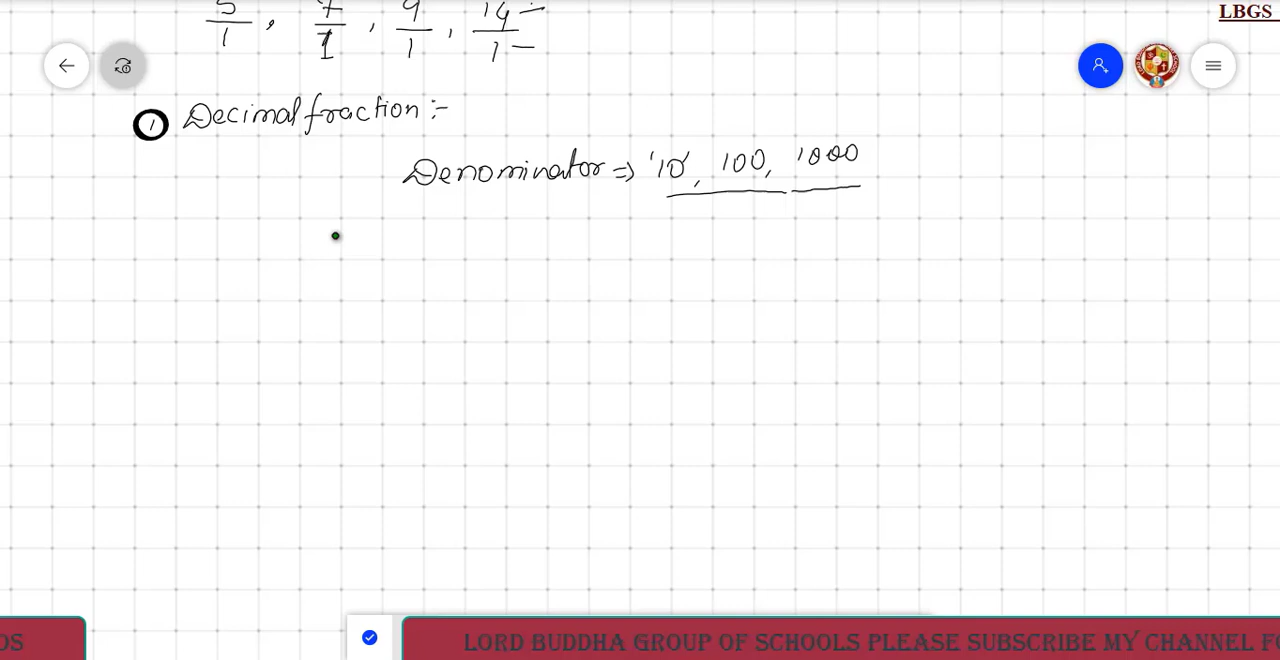 LBGS
5/1, 7/1, 9/1, 14/1
1 Decimal fraction :-
Denominator => '10', 100, 1000
OS
LORD BUDDHA GROUP OF SCHOOLS PLEASE SUBSCRIBE MY CHANNEL FO